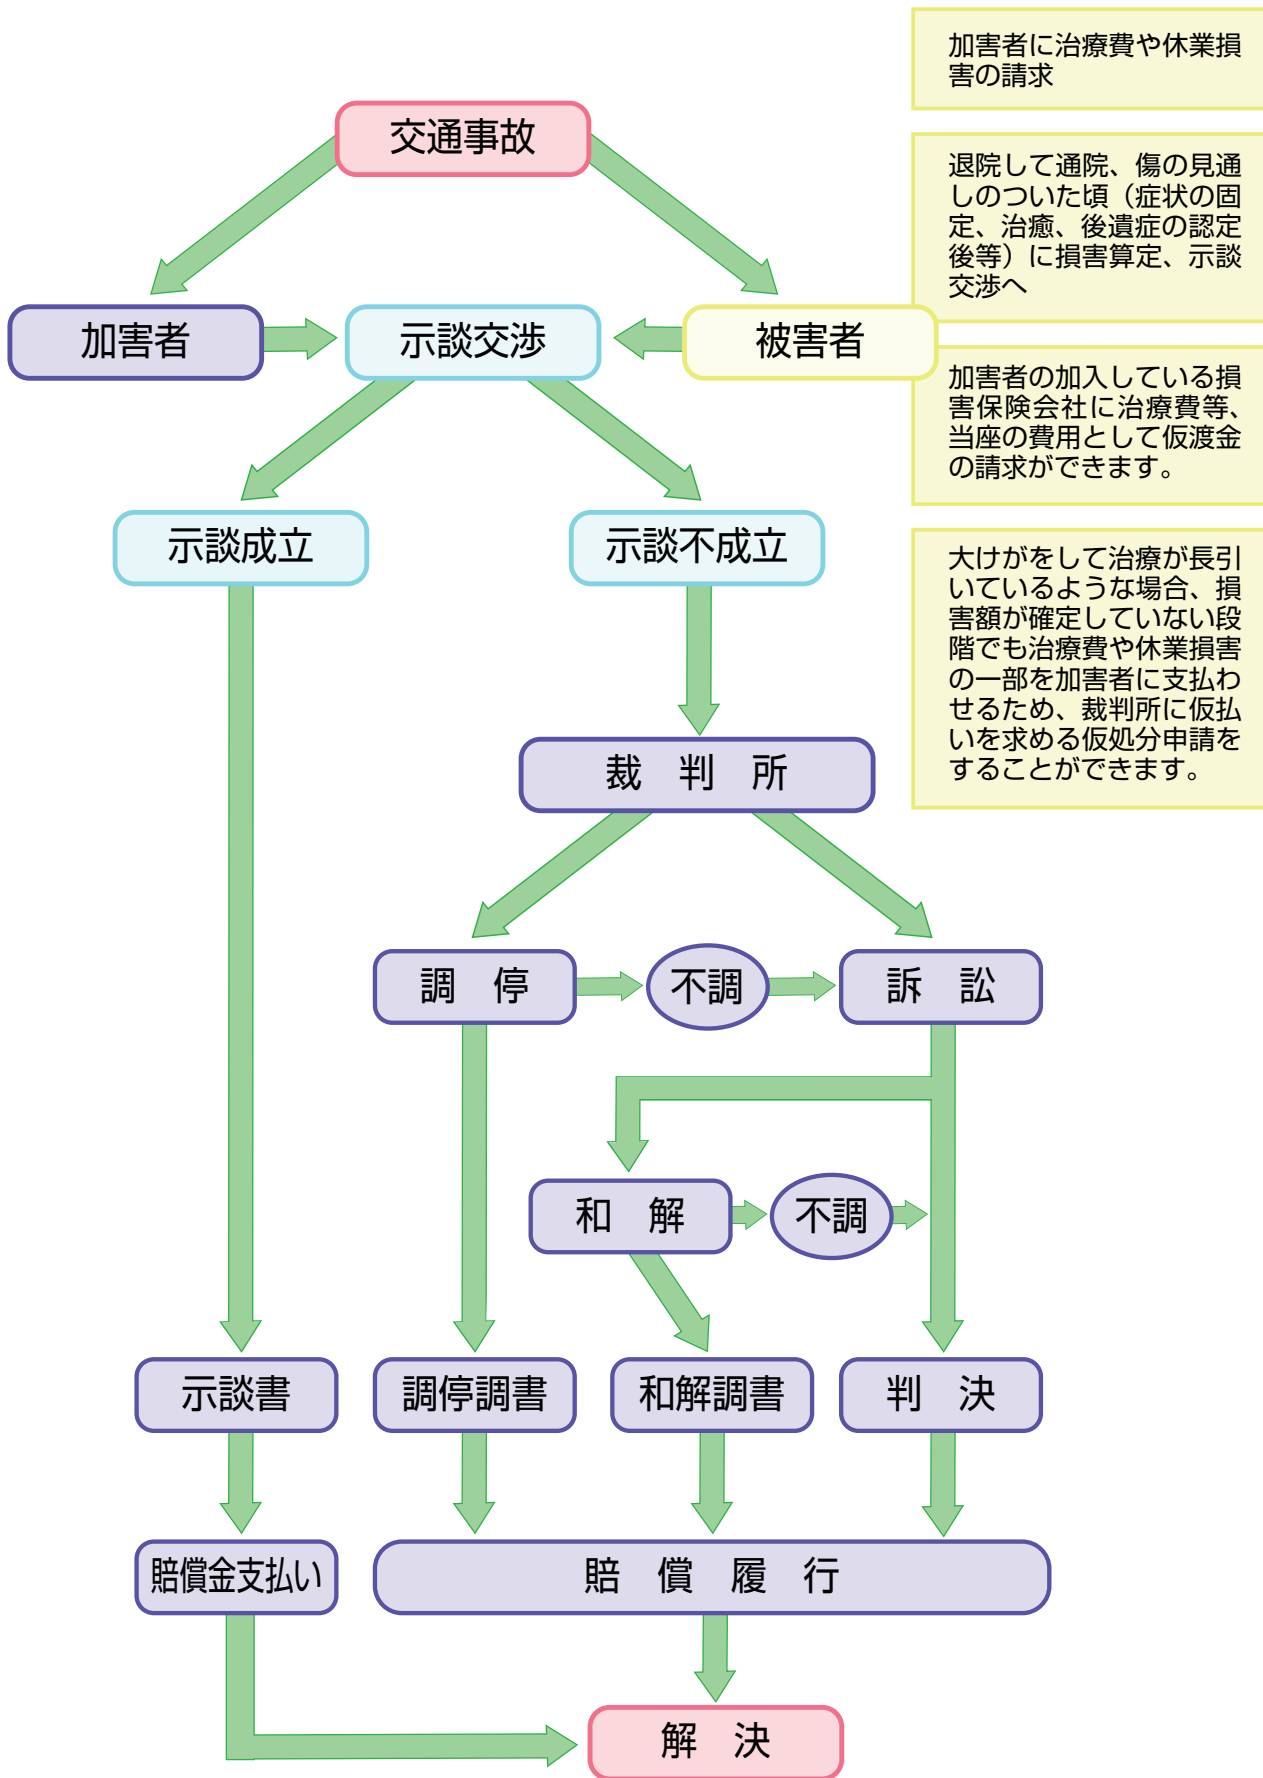 加害者に治療費や休業損
害の請求
交通事故
退院して通院、傷の見通
しのついた頃（症状の固
定、治癒、後遺症の認定
後等）に損害算定、示談
交渉へ
加害者
示談交渉
被害者
加害者の加入している損
害保険会社に治療費等、
当座の費用として仮渡金
の請求ができます。
示談成立
示談不成立
大けがをして治療が長引
いているような場合、損
害額が確定していない段
階でも治療費や休業損害
の一部を加害者に支払わ
せるため、裁判所に仮払
いを求める仮処分申請を
することができます。
裁　判　所
調　停
不調
訴　訟
和　解
不調
示談書
調停調書
和解調書
判　決
賠償金支払い
賠　償　履　行
解　決